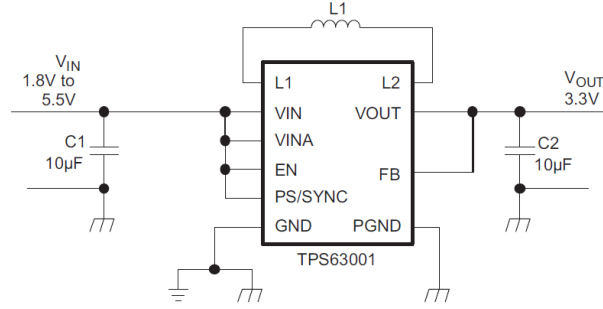 L1
VIN
1.8V to
5.5V
VOUT
3.3V
L1 L2
VIN VOUT
VINA
EN FB
PS/SYNC
GND PGND
C1
10µF
C2
10µF
TPS63001